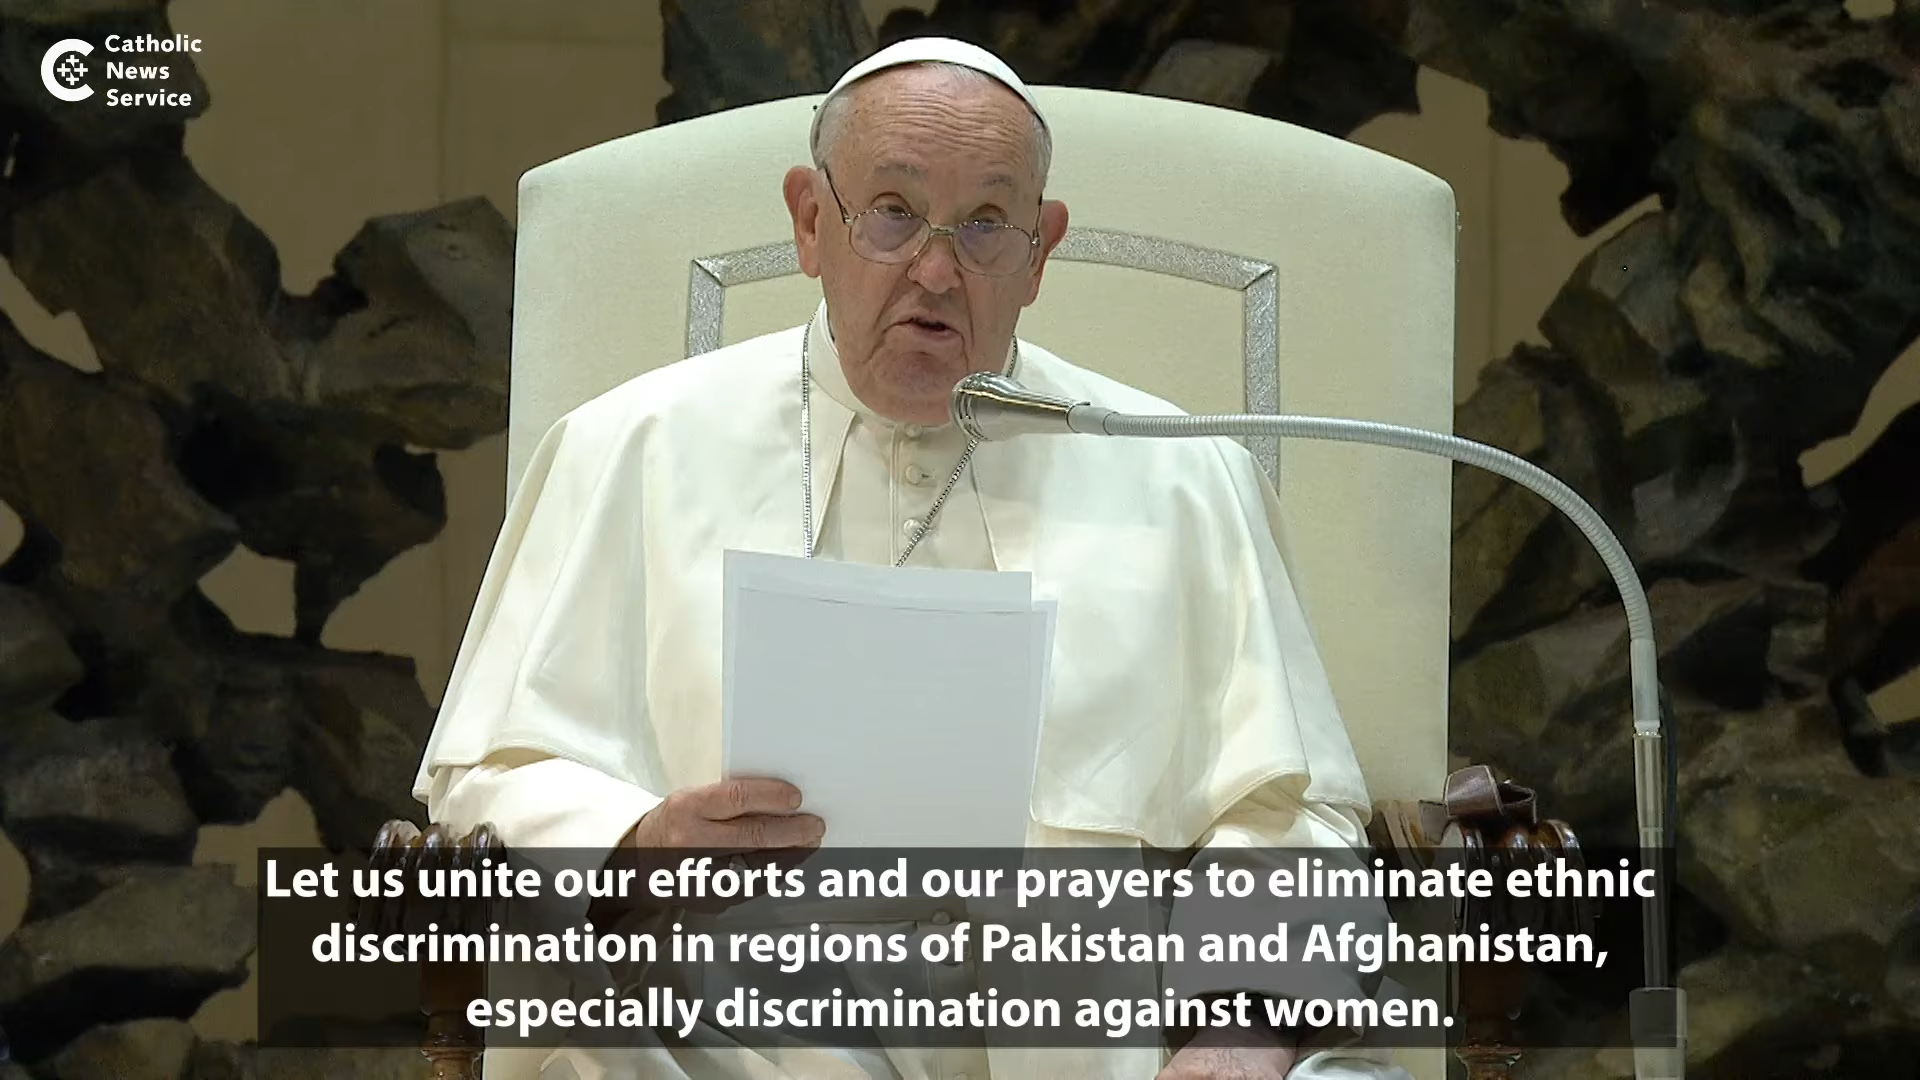 Catholic
News
Service
Let us unite our efforts and our prayers to eliminate ethnic
discrimination in regions of Pakistan and Afghanistan,
especially discrimination against women.